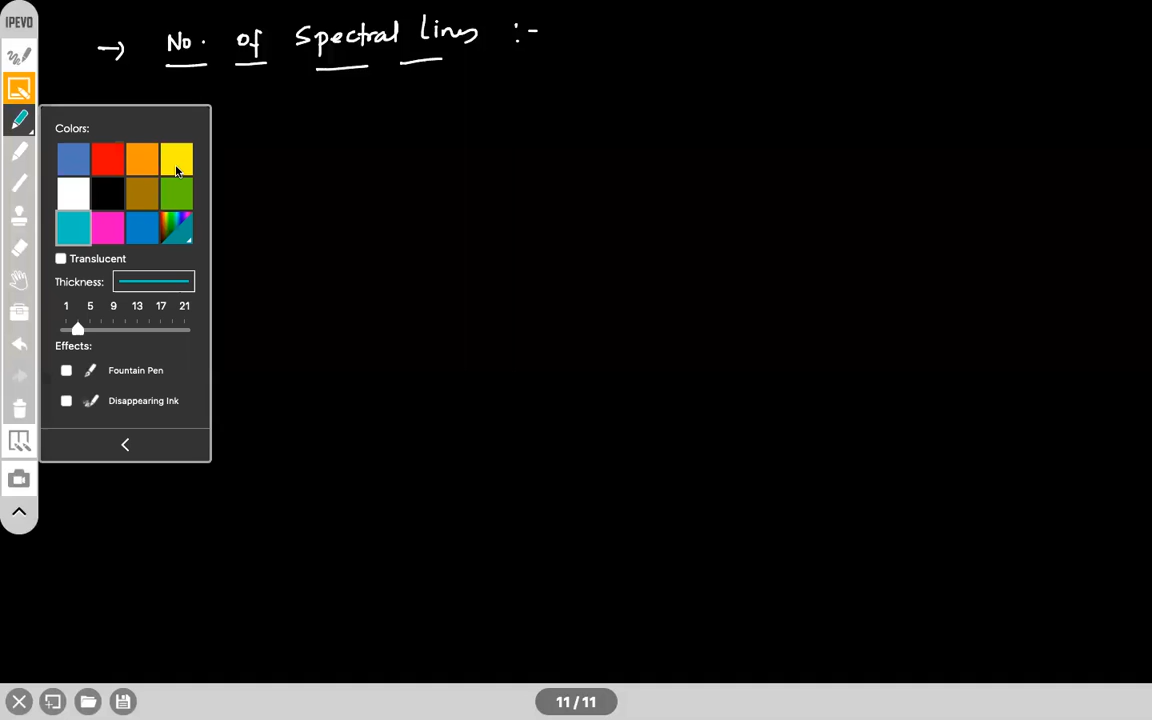 IPEVO
→ No. of Spectral lines :-
Colors:
Translucent
Thickness:
1 5 9 13 17 21
Effects:
Fountain Pen
Disappearing Ink
11/11